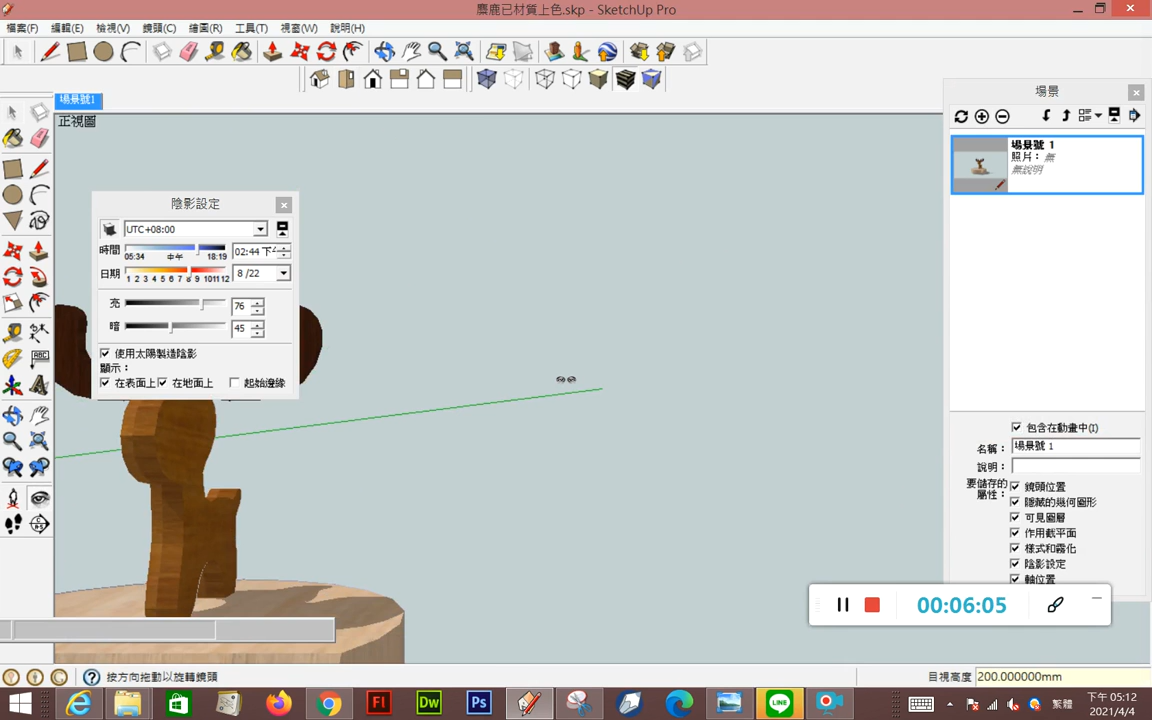 麋鹿已材質上色.skp - SketchUp Pro
檔案(F) 編輯(E) 檢視(V) 鏡頭(C) 繪圖(R) 工具(T) 視窗(W) 說明(H)
場景號1
正視圖
陰影設定
UTC+08:00
時間
05:34 中午 18:19
02:44 下午
日期
1 2 3 4 5 6 7 8 9 101112
8 /22
亮 76
暗 45
使用太陽製造陰影
顯示：
在表面上 在地面上 起始邊緣
場景
場景號 1
照片： 無
無說明
包含在動畫中(I)
名稱： 場景號 1
說明：
要儲存的屬性：
鏡頭位置
隱藏的幾何圖形
可見圖層
作用截平面
樣式和霧化
陰影設定
軸位置
00:06:05
按方向拖動以旋轉鏡頭
目視高度 200.000000mm
Fl Dw Ps
LINE
繁體
下午 05:12
2021/4/4